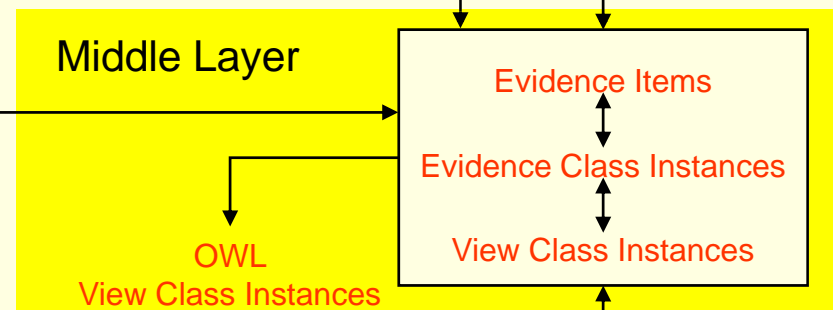 Middle Layer
Evidence Items
Evidence Class Instances
View Class Instances
OWL
View Class Instances